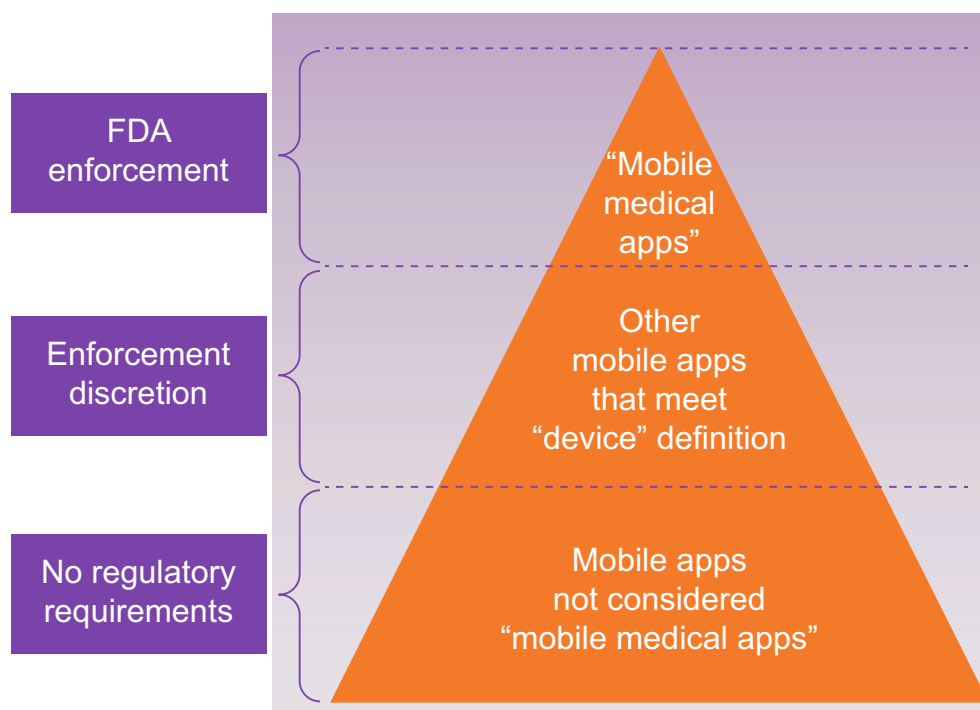 FDA
enforcement
“Mobile
medical
apps”
Enforcement
discretion
Other
mobile apps
that meet
“device” definition
No regulatory
requirements
Mobile apps
not considered
“mobile medical apps”